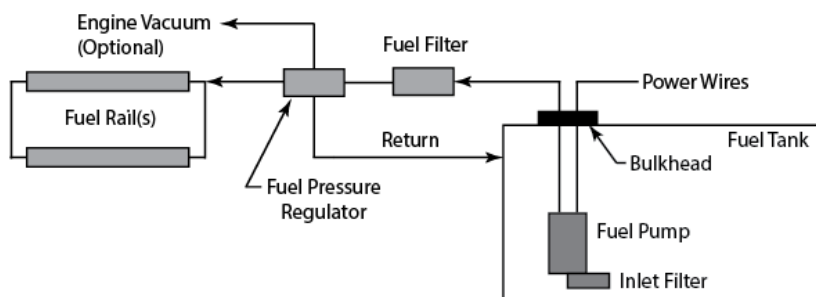 Engine Vacuum
(Optional)
Fuel Filter
Power Wires
Fuel Rail(s)
Return
Fuel Tank
Bulkhead
Fuel Pressure
Regulator
Fuel Pump
Inlet Filter